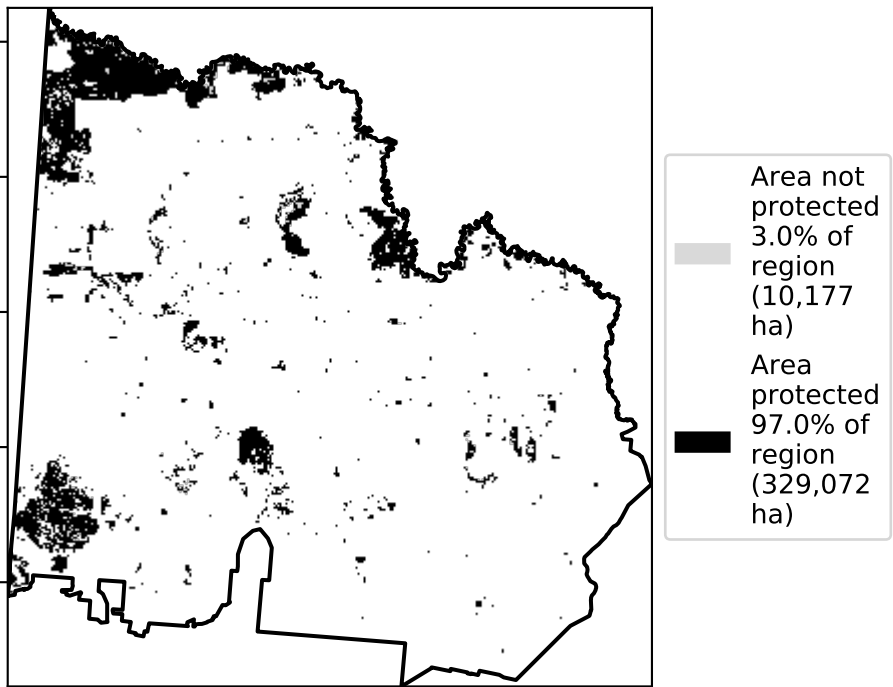 Area not
protected
3.0% of
region
(10,177
ha)
Area
protected
97.0% of
region
(329,072
ha)